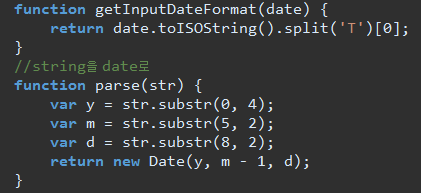 function getInputDateFormat(date) {
    return date.toISOString().split('T')[0];
}
//string을 date로
function parse(str) {
    var y = str.substr(0, 4);
    var m = str.substr(5, 2);
    var d = str.substr(8, 2);
    return new Date(y, m - 1, d);
}